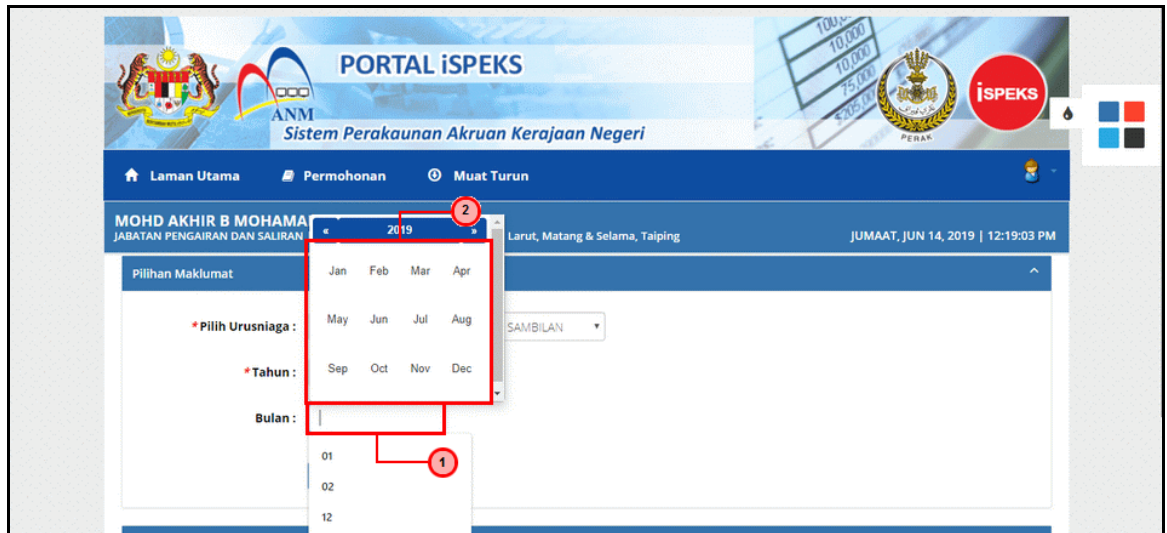 PORTAL iSPEKS
ANM
Sistem Perakaunan Akruan Kerajaan Negeri
PERAK
iSPEKS
Laman Utama
Permohonan
Muat Turun
MOHD AKHIR B
JABATAN PENGAIRAN DAN SALIRAN
Larut, Matang & Selama, Taiping
JUMAAT, JUN 14, 2019 | 12:19:03 PM
2
« 2019 »
Pilihan Maklumat
Jan Feb Mar Apr
May Jun Jul Aug
Sep Oct Nov Dec
*Pilih Urusniaga :
SAMBILAN
*Tahun :
Bulan :
1
01
02
12